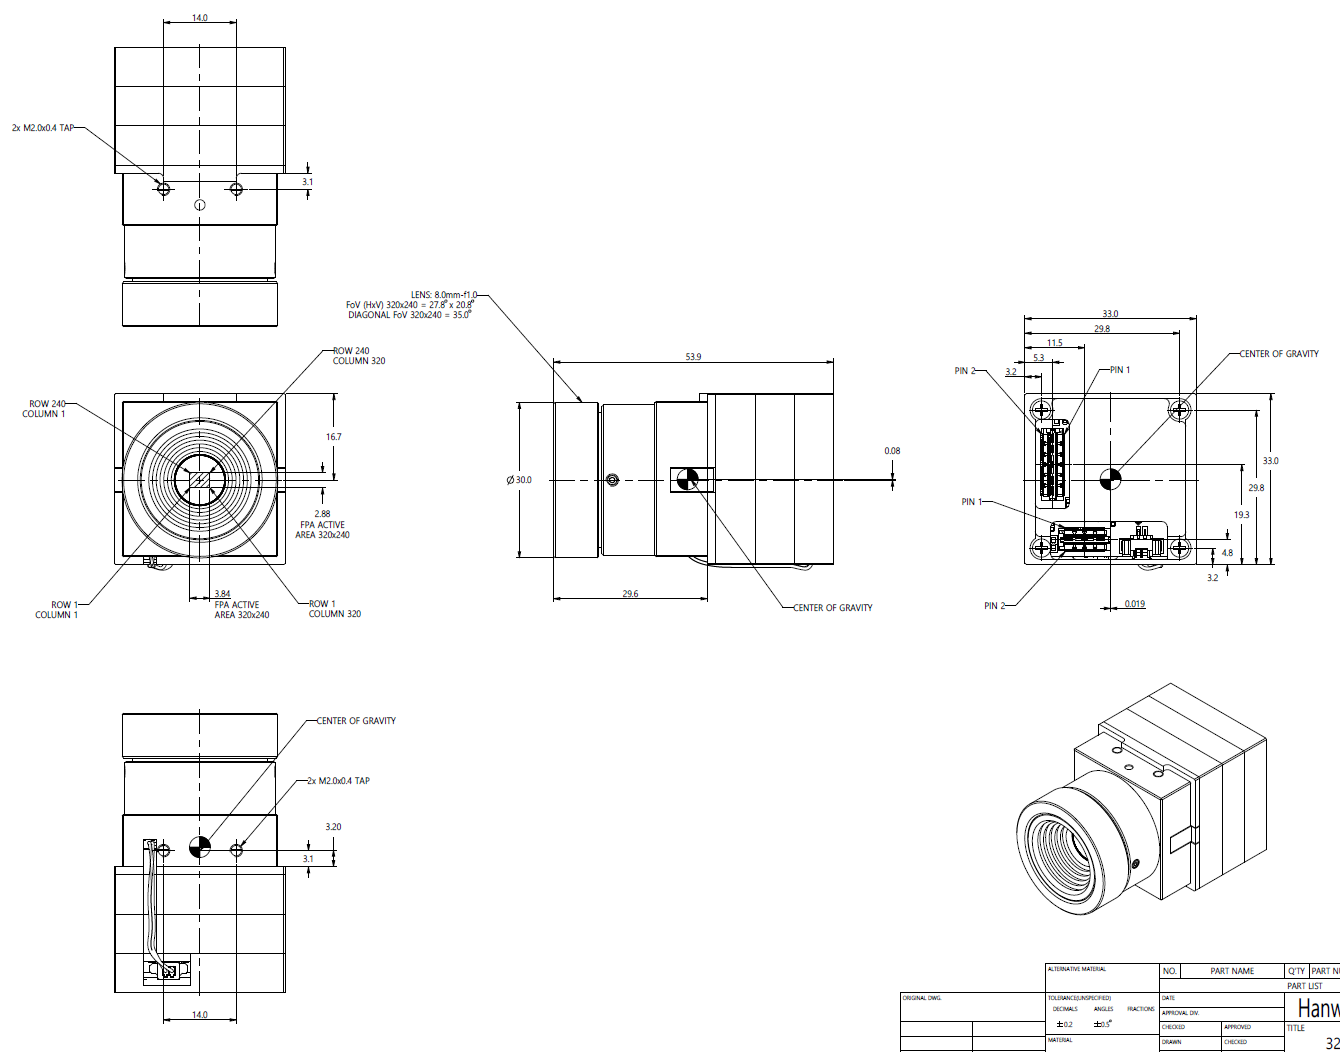 14.0
2x M2.0x0.4 TAP
3.1
LENS: 8.0mm-f1.0
FoV (HxV) 320x240 = 27.8° x 20.8°
DIAGONAL FoV 320x240 = 35.0°
ROW 240
COLUMN 320
ROW 240
COLUMN 1
16.7
2.88
FPA ACTIVE
AREA 320x240
3.84
FPA ACTIVE
AREA 320x240
ROW 1
COLUMN 1
ROW 1
COLUMN 320
53.9
Ø30.0
0.08
29.6
CENTER OF GRAVITY
33.0
29.8
11.5
5.3
3.2
PIN 2
PIN 1
CENTER OF GRAVITY
33.0
29.8
19.3
PIN 1
4.8
3.2
PIN 2
0.019
CENTER OF GRAVITY
2x M2.0x0.4 TAP
3.20
3.1
14.0
ALTERNATIVE MATERIAL
NO. PART NAME Q'TY PART NU
PART LIST
ORIGINAL DWG.
TOLERANCE(UNSPECIFIED)
DECIMALS ANGLES FRACTIONS
±0.2 ±0.5°
MATERIAL
DATE
APPROVAL DIV.
CHECKED APPROVED
DRAWN CHECKED
Hanw
TITLE
32